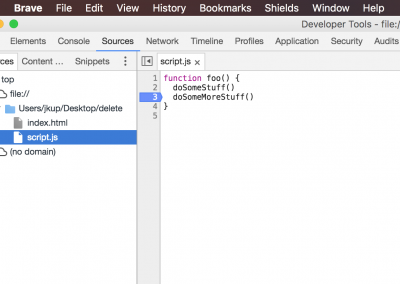 Brave File Edit View History Bookmarks Shields Window Help
Developer Tools - file:/
Elements Console Sources Network Timeline Profiles Application Security Audits
rces Content ... Snippets script.js
top
file://
Users/jkup/Desktop/delete
index.html
script.js
(no domain)
1 function foo() {
2 doSomeStuff()
3 doSomeMoreStuff()
4 }
5